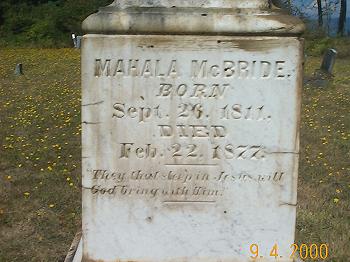 MAHALA McBRIDE.
BORN
Sept. 26. 1811.
DIED
Feb. 22. 1877.
They that sleep in Jesus will
God bring with Him.
9. 4. 2000